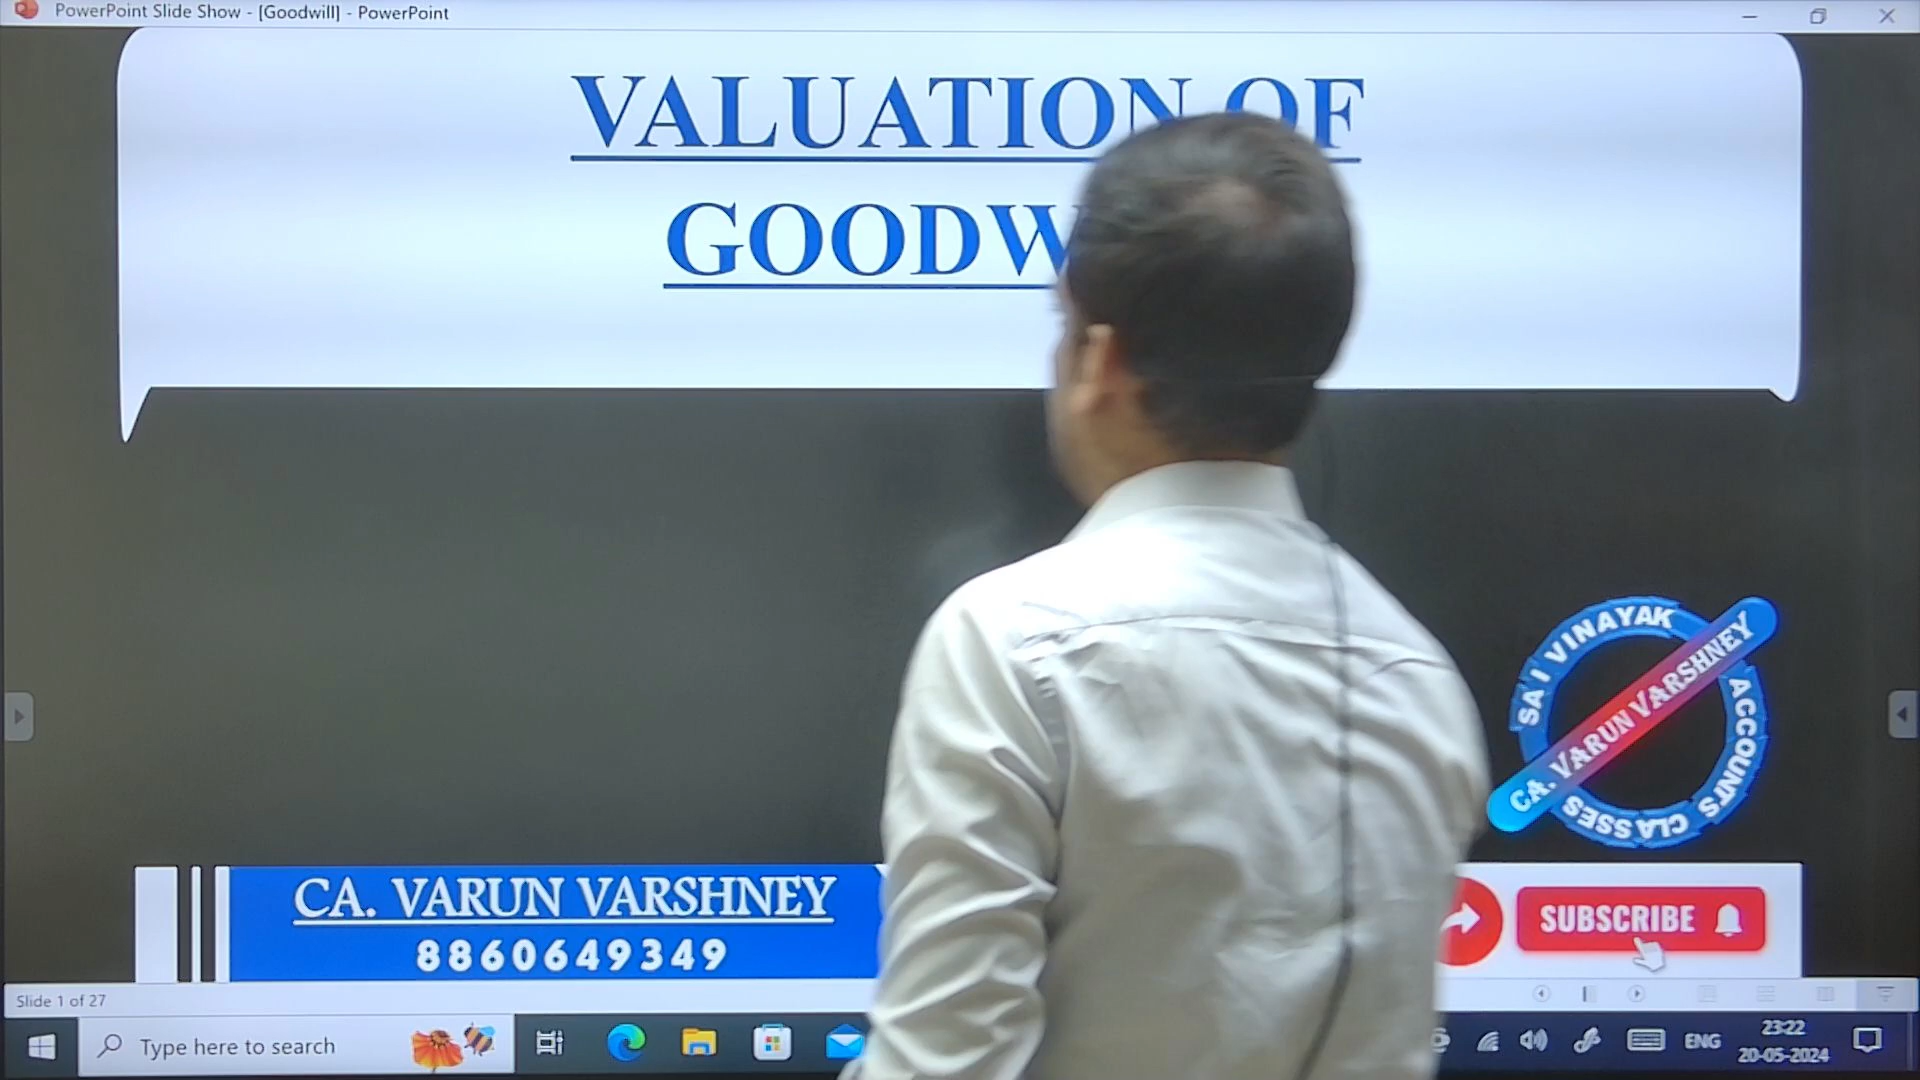 PowerPoint Slide Show - [Goodwill] - PowerPoint
VALUATION OF
SAI VINAYAK
CA. VARUN VARSHNEY
ACCOUNTS CLASSES
CA. VARUN VARSHNEY
8860649349
SUBSCRIBE
Slide 1 of 27
Type here to search
ENG
23:22
20-05-2024